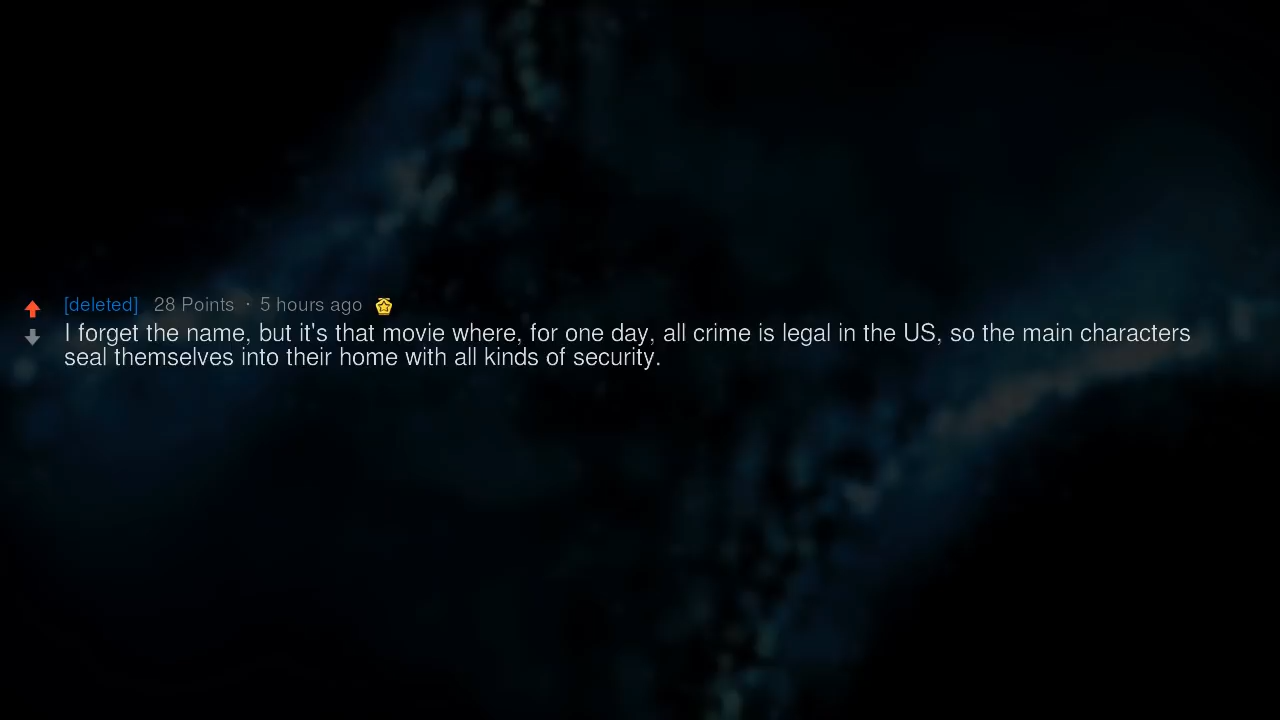 [deleted] 28 Points · 5 hours ago
I forget the name, but it's that movie where, for one day, all crime is legal in the US, so the main characters
seal themselves into their home with all kinds of security.